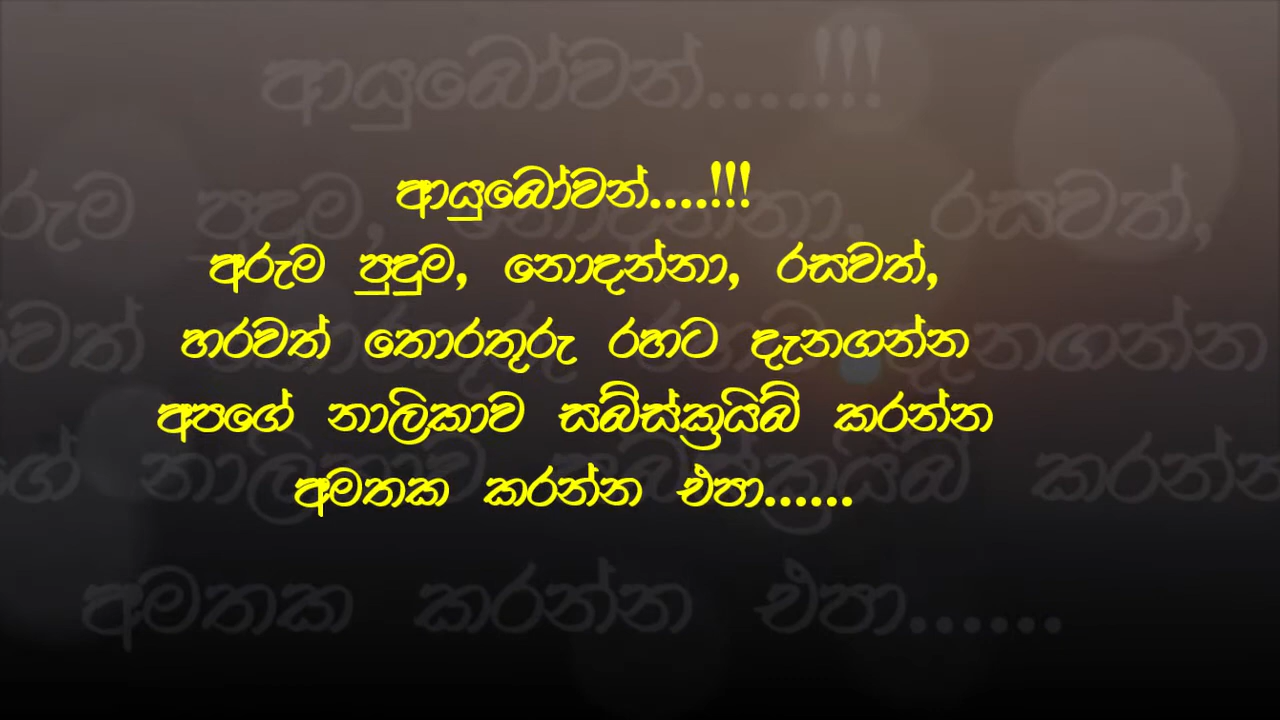 ආයුබෝවන්....!!!
අරුම පුදුම, නොදන්නා, රසවත්,
හරවත් තොරතුරු රහට දැනගන්න
අපගේ නාලිකාව සබ්ස්ක්‍රයිබ් කරන්න
අමතක කරන්න එපා......